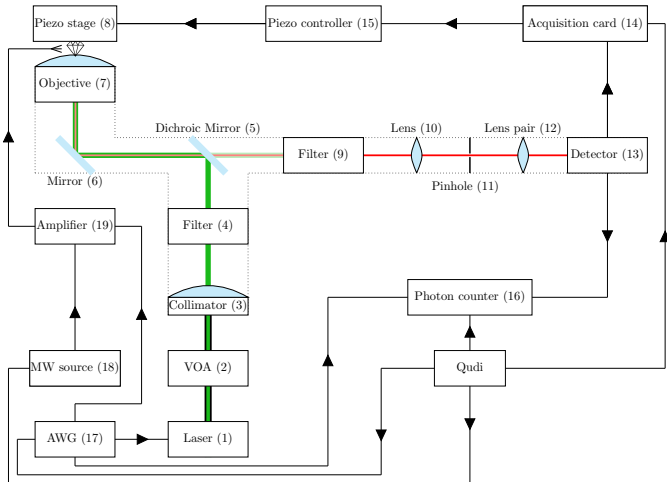 Piezo stage (8)
Piezo controller (15)
Acquisition card (14)
Objective (7)
Dichroic Mirror (5)
Lens (10)
Lens pair (12)
Filter (9)
Detector (13)
Mirror (6)
Pinhole (11)
Amplifier (19)
Filter (4)
Collimator (3)
Photon counter (16)
MW source (18)
VOA (2)
Qudi
AWG (17)
Laser (1)